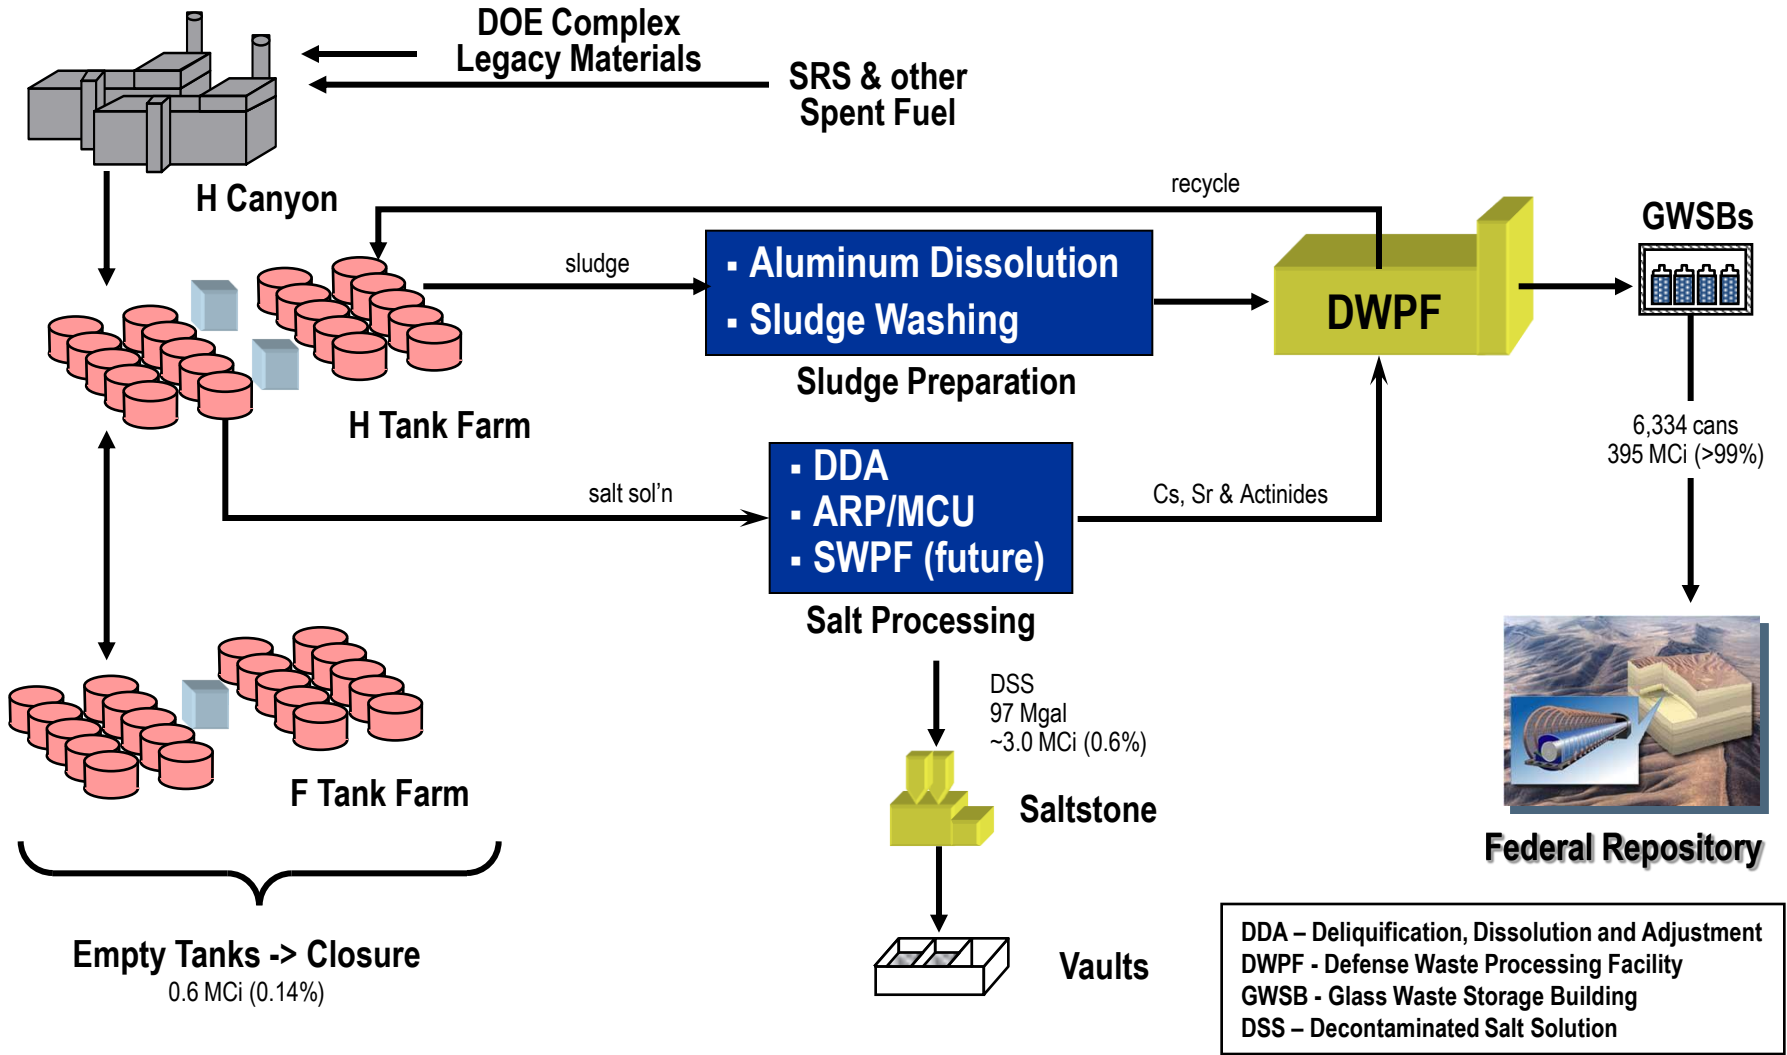 DOE Complex
Legacy Materials
SRS & other
Spent Fuel
H Canyon
recycle
GWSBs
sludge
▪ Aluminum Dissolution
▪ Sludge Washing
DWPF
Sludge Preparation
H Tank Farm
6,334 cans
395 MCi (>99%)
▪ DDA
▪ ARP/MCU
▪ SWPF (future)
salt sol’n
Cs, Sr & Actinides
Salt Processing
DSS
97 Mgal
~3.0 MCi (0.6%)
F Tank Farm
Saltstone
Federal Repository
Empty Tanks -> Closure
0.6 MCi (0.14%)
Vaults
DDA – Deliquification, Dissolution and Adjustment
DWPF - Defense Waste Processing Facility
GWSB - Glass Waste Storage Building
DSS – Decontaminated Salt Solution